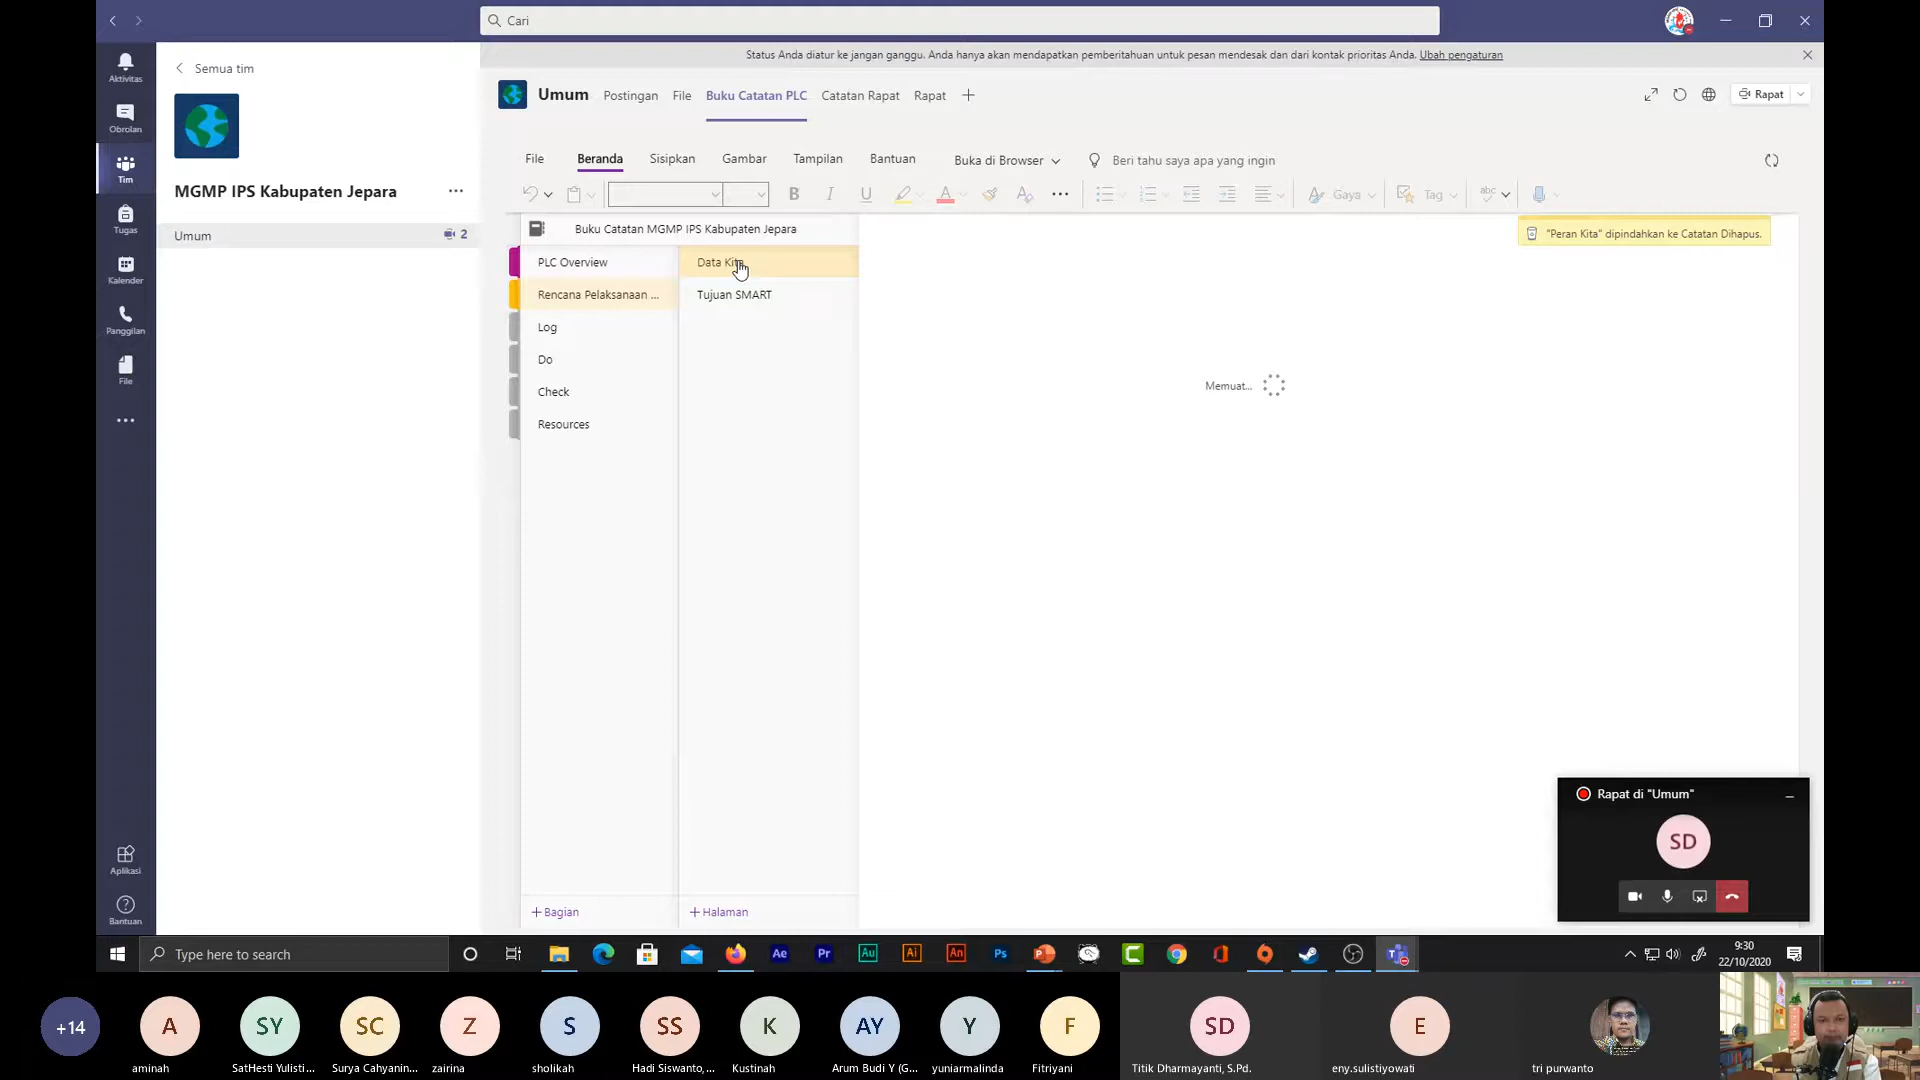 Cari
Status Anda diatur ke jangan ganggu. Anda hanya akan mendapatkan pemberitahuan untuk pesan mendesak dan dari kontak prioritas Anda. Ubah pengaturan
Aktivitas
Obrolan
Tim
Tugas
Kalender
Panggilan
File
Aplikasi
Bantuan
Semua tim
MGMP IPS Kabupaten Jepara
Umum 2
Umum Postingan File Buku Catatan PLC Catatan Rapat Rapat
Rapat
File Beranda Sisipkan Gambar Tampilan Bantuan Buka di Browser Beri tahu saya apa yang ingin
B I U A A Gaya Tag abc
Buku Catatan MGMP IPS Kabupaten Jepara
"Peran Kita" dipindahkan ke Catatan Dihapus.
PLC Overview
Rencana Pelaksanaan ...
Log
Do
Check
Resources
Data Kita
Tujuan SMART
Memuat...
+ Bagian
+ Halaman
Rapat di "Umum"
SD
Type here to search
Ae Pr Au Ai An Ps
9:30
22/10/2020
+14 A SY SC Z S SS K AY Y F SD E
aminah SatHesti Yulisti... Surya Cahyanin... zairina sholikah Hadi Siswanto, ... Kustinah Arum Budi Y (G... yuniarmalinda Fitriyani Titik Dharmayanti, S.Pd. eny.sulistiyowati tri purwanto